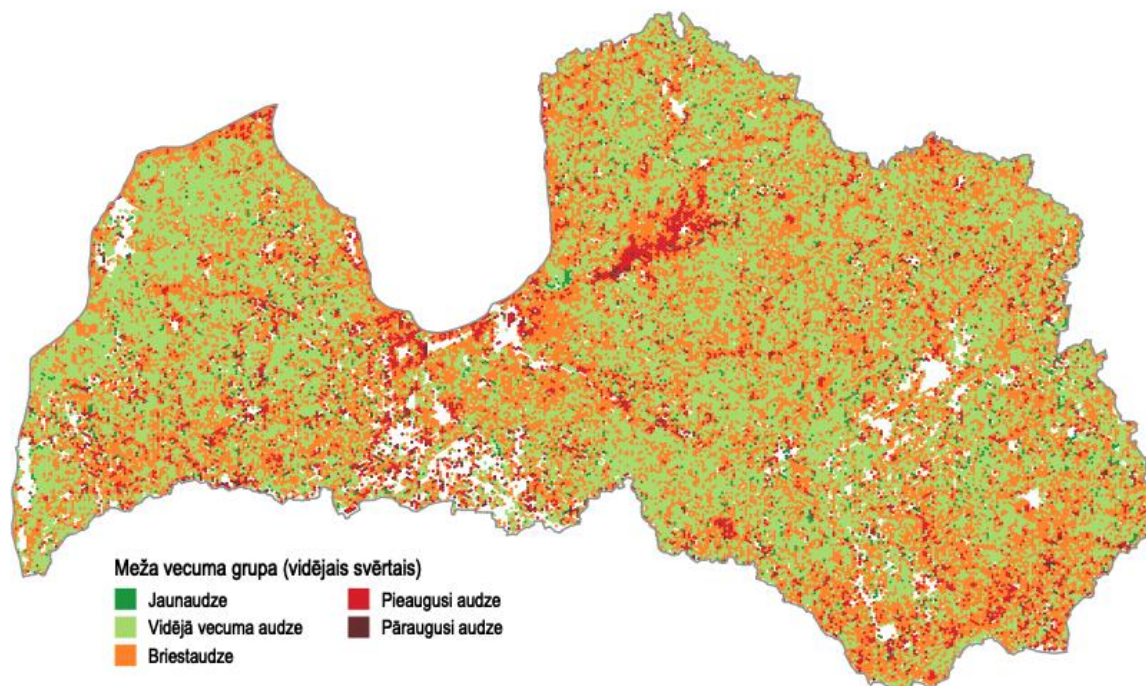 Meža vecuma grupa (vidējais svērtais)
Jaunaudze
Vidējā vecuma audze
Briestaudze
Pieaugusi audze
Pāraugusi audze